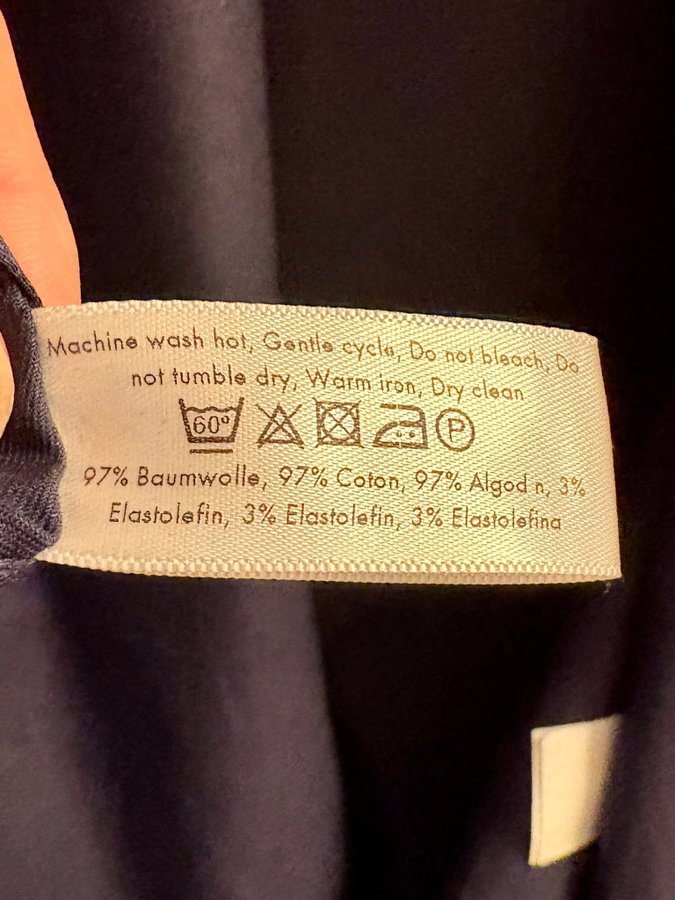 Machine wash hot, Gentle cycle, Do not bleach, Do
not tumble dry, Warm iron, Dry clean
60° P
97% Baumwolle, 97% Coton, 97% Algod n, 3%
Elastolefin, 3% Elastolefin, 3% Elastolefina